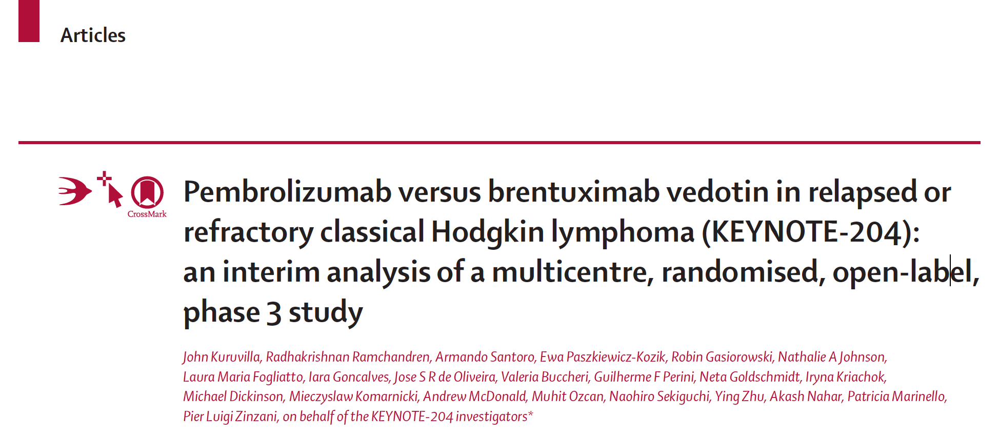 Articles
CrossMark
Pembrolizumab versus brentuximab vedotin in relapsed or
refractory classical Hodgkin lymphoma (KEYNOTE-204):
an interim analysis of a multicentre, randomised, open-label,
phase 3 study
John Kuruvilla, Radhakrishnan Ramchandren, Armando Santoro, Ewa Paszkiewicz-Kozik, Robin Gasiorowski, Nathalie A Johnson,
Laura Maria Fogliatto, Iara Goncalves, Jose S R de Oliveira, Valeria Buccheri, Guilherme F Perini, Neta Goldschmidt, Iryna Kriachok,
Michael Dickinson, Mieczyslaw Komarnicki, Andrew McDonald, Muhit Ozcan, Naohiro Sekiguchi, Ying Zhu, Akash Nahar, Patricia Marinello,
Pier Luigi Zinzani, on behalf of the KEYNOTE-204 investigators*